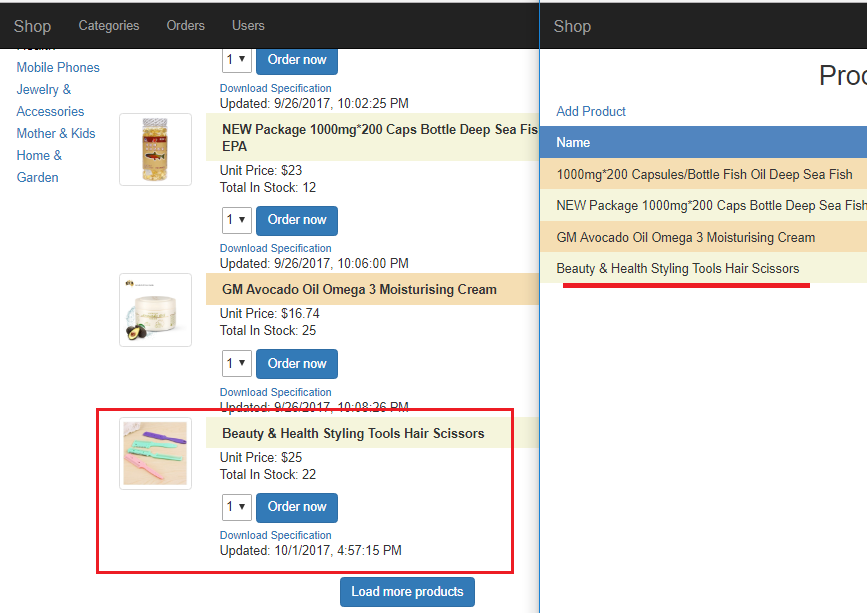 Shop
Categories
Orders
Users
Health
Mobile Phones
Jewelry &
Accessories
Mother & Kids
Home &
Garden
1
Order now
Download Specification
Updated: 9/26/2017, 10:02:25 PM
NEW Package 1000mg*200 Caps Bottle Deep Sea Fis
EPA
Unit Price: $23
Total In Stock: 12
1
Order now
Download Specification
Updated: 9/26/2017, 10:06:00 PM
GM Avocado Oil Omega 3 Moisturising Cream
Unit Price: $16.74
Total In Stock: 25
1
Order now
Download Specification
Updated: 9/26/2017, 10:08:26 PM
Beauty & Health Styling Tools Hair Scissors
Unit Price: $25
Total In Stock: 22
1
Order now
Download Specification
Updated: 10/1/2017, 4:57:15 PM
Load more products
Shop
Proc
Add Product
Name
1000mg*200 Capsules/Bottle Fish Oil Deep Sea Fish
NEW Package 1000mg*200 Caps Bottle Deep Sea Fish
GM Avocado Oil Omega 3 Moisturising Cream
Beauty & Health Styling Tools Hair Scissors